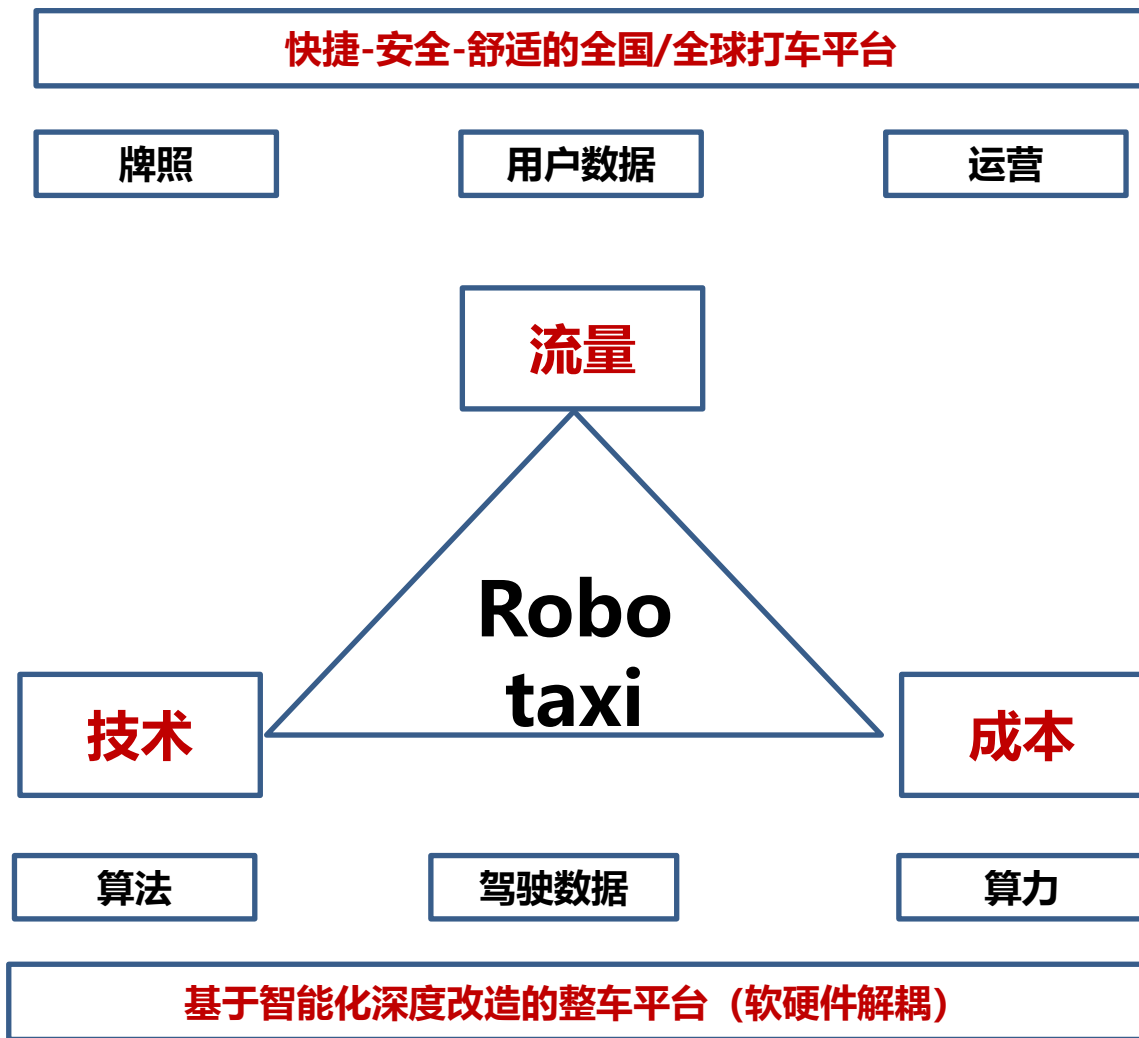 快捷-安全-舒适的全国/全球打车平台
牌照
用户数据
运营
流量
Robo
taxi
技术
成本
算法
驾驶数据
算力
基于智能化深度改造的整车平台（软硬件解耦）